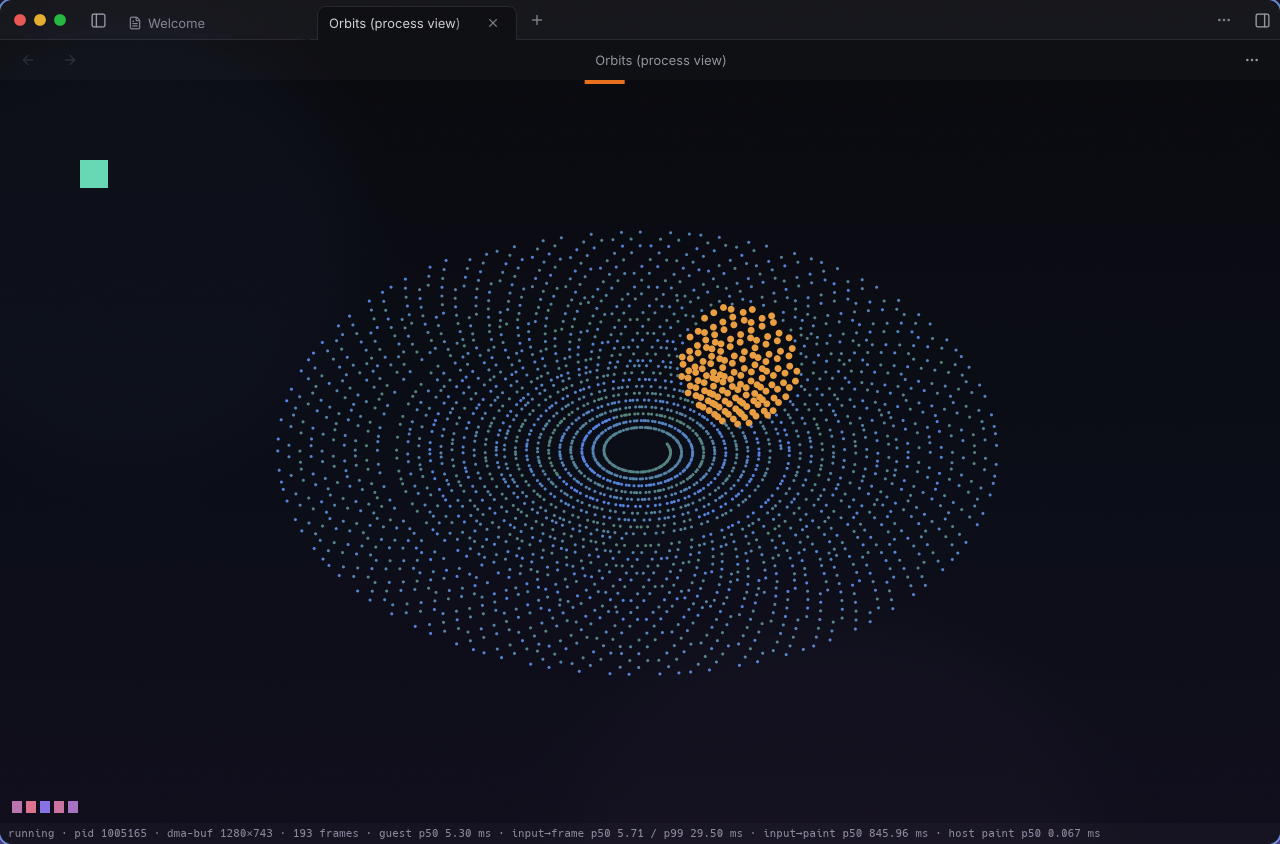 Welcome
Orbits (process view)
Orbits (process view)
running · pid 1005165 · dma-buf 1280×743 · 193 frames · guest p50 5.30 ms · input→frame p50 5.71 / p99 29.50 ms · input→paint p50 845.96 ms · host paint p50 0.067 ms